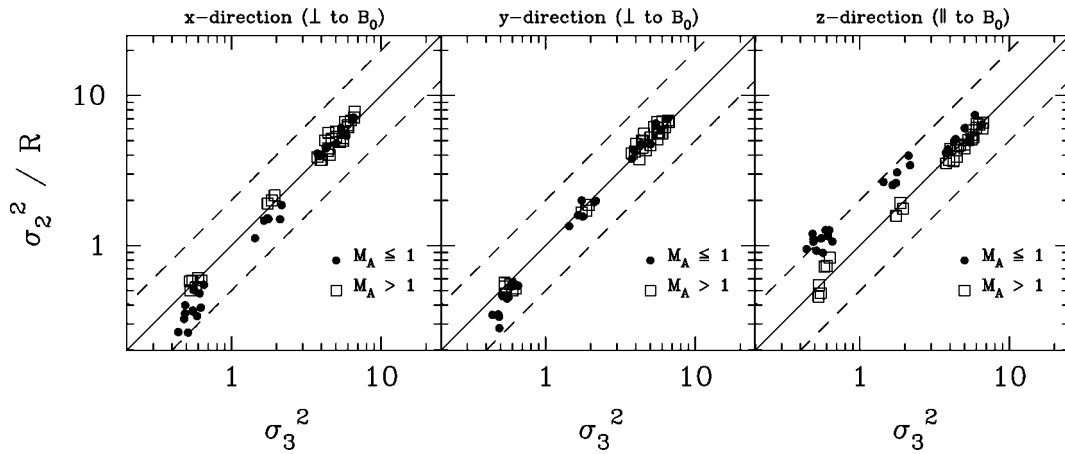 x-direction (⊥ to B₀)
y-direction (⊥ to B₀)
z-direction (∥ to B₀)
σ₂² / R
10
1
M_A ≤ 1
M_A > 1
M_A ≤ 1
M_A > 1
M_A ≤ 1
M_A > 1
1
10
1
10
1
10
σ₃²
σ₃²
σ₃²